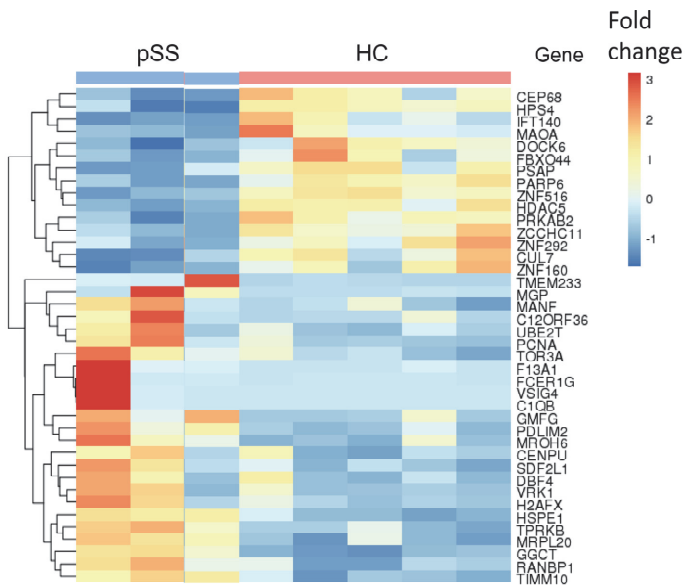 pSS
HC
Gene
Fold
change
CEP68
HPS4
IFT140
MAOA
DOCK6
FBXO44
PSAP
PARP6
ZNF516
HDAC5
PRKAB2
ZCCHC11
ZNF292
CUL7
ZNF160
TMEM233
MGP
MANF
C12ORF36
UBE2T
PCNA
TOR3A
F13A1
FCER1G
VSIG4
C1QB
GMFG
PDLIM2
MROH6
CENPU
SDF2L1
DBF4
VRK1
H2AFX
HSPE1
TPRKB
MRPL20
GGCT
RANBP1
TIMM10
3
2
1
0
-1